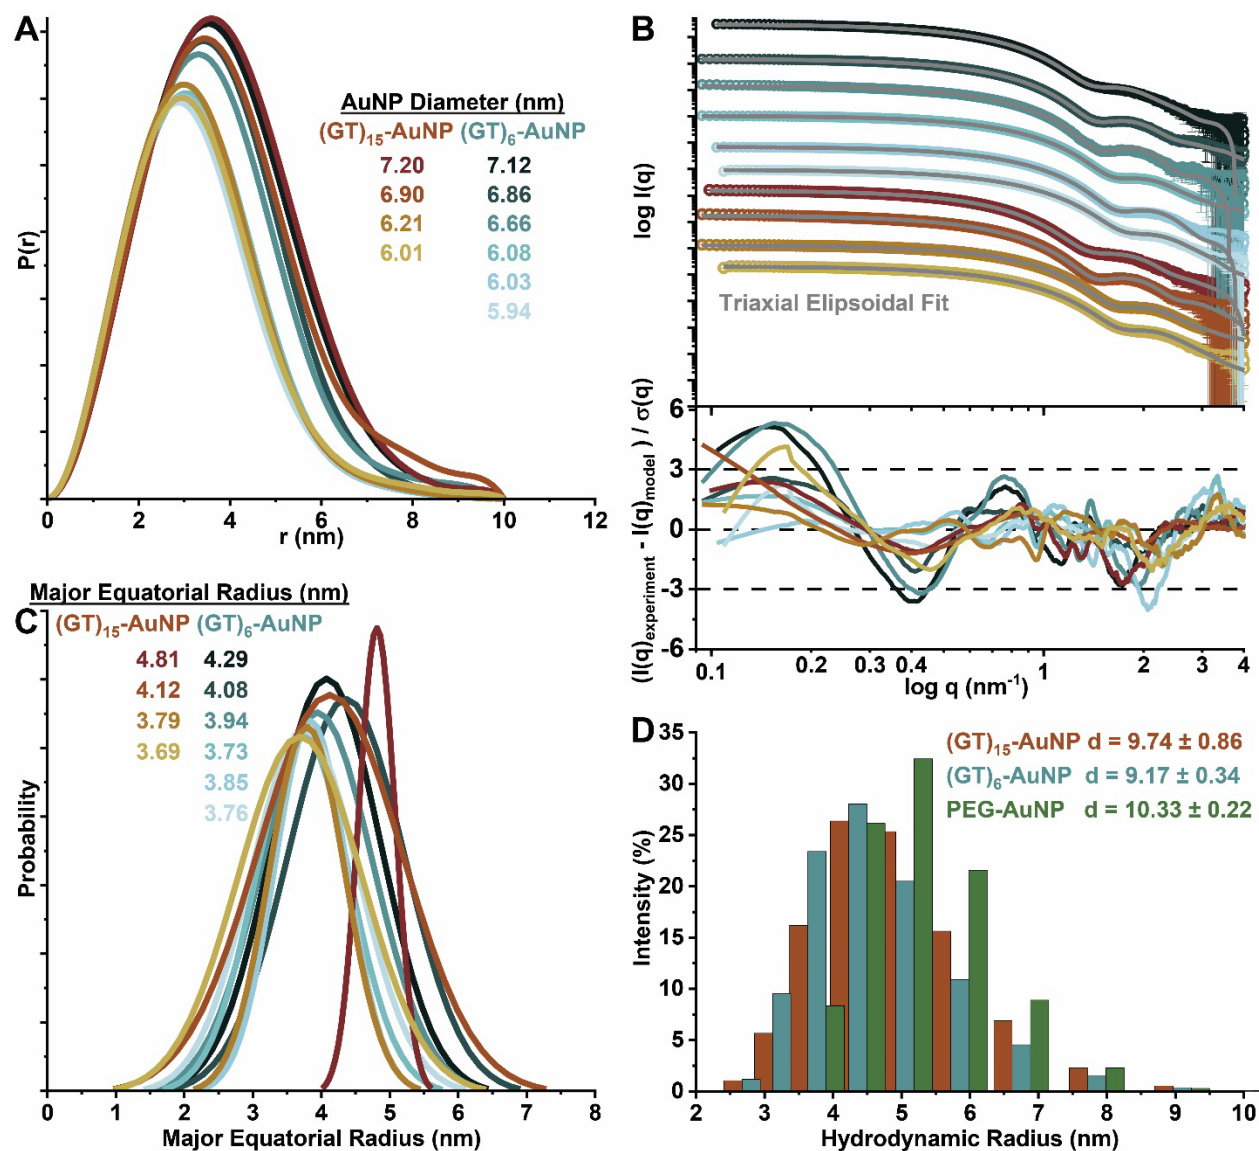 A
AuNP Diameter (nm)
(GT)15-AuNP (GT)6-AuNP
7.20 7.12
6.90 6.86
6.21 6.66
6.01 6.08
6.03
5.94
P(r)
0 2 4 6 8 10 12
r (nm)
B
log I(q)
Triaxial Elipsoidal Fit
(I(q)experiment - I(q)model) / σ(q)
6
3
0
-3
-6
0.1 0.2 0.3 0.4 1 2 3 4
log q (nm-1)
C
Major Equatorial Radius (nm)
(GT)15-AuNP (GT)6-AuNP
4.81 4.29
4.12 4.08
3.79 3.94
3.69 3.73
3.85
3.76
Probability
0 1 2 3 4 5 6 7 8
Major Equatorial Radius (nm)
D
(GT)15-AuNP d = 9.74 ± 0.86
(GT)6-AuNP d = 9.17 ± 0.34
PEG-AuNP d = 10.33 ± 0.22
Intensity (%)
35
30
25
20
15
10
5
0
2 3 4 5 6 7 8 9 10
Hydrodynamic Radius (nm)